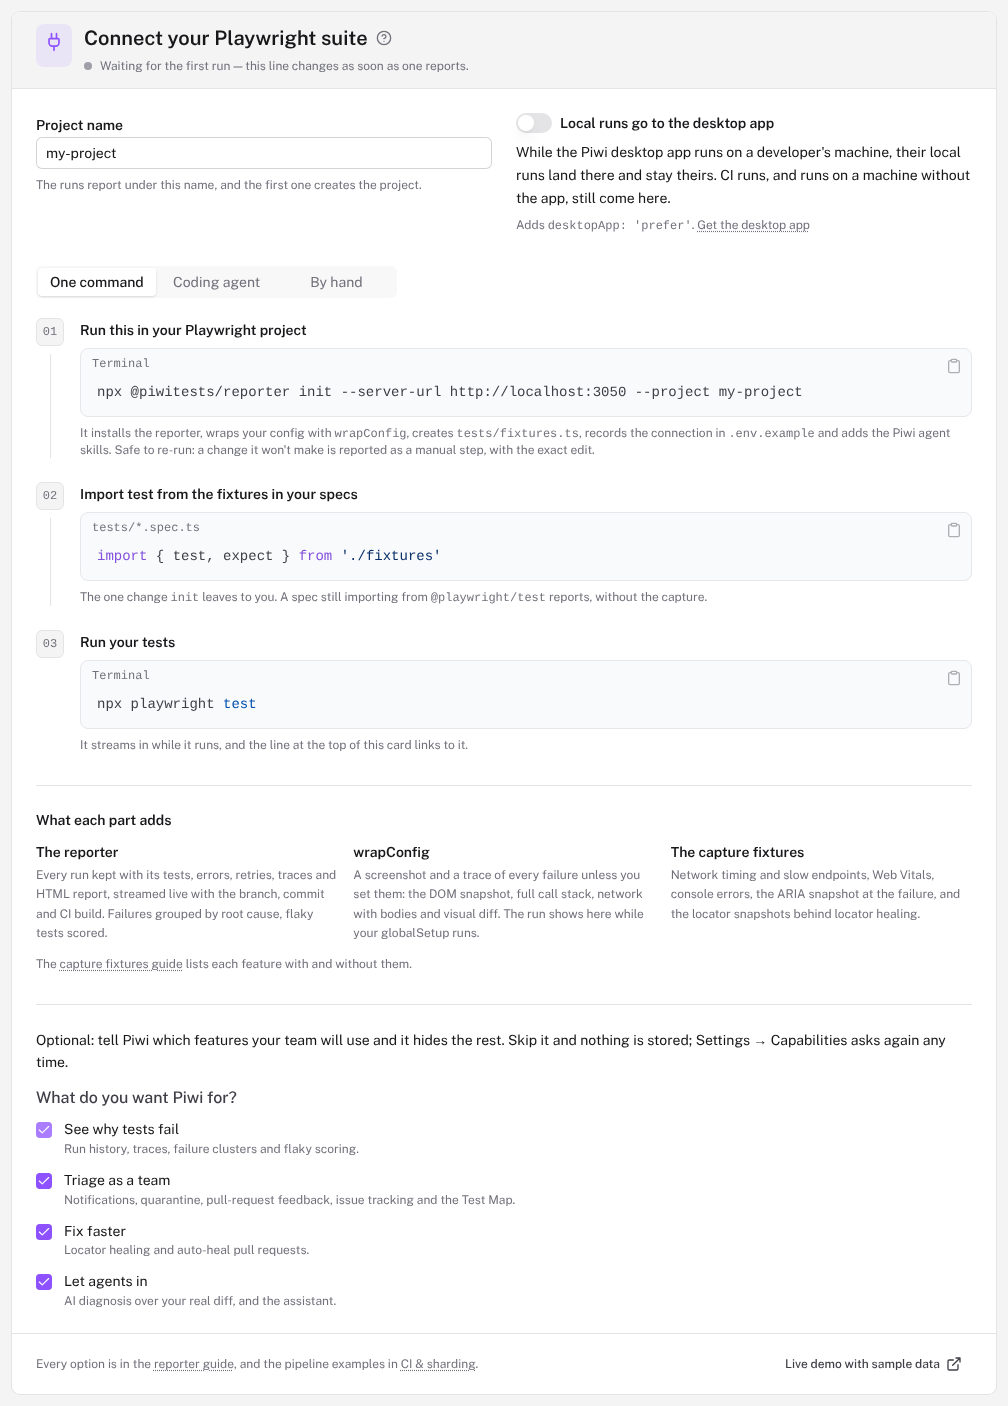 Connect your Playwright suite
Waiting for the first run — this line changes as soon as one reports.
Project name
my-project
The runs report under this name, and the first one creates the project.
Local runs go to the desktop app
While the Piwi desktop app runs on a developer's machine, their local
runs land there and stay theirs. CI runs, and runs on a machine without
the app, still come here.
Adds desktopApp: 'prefer'. Get the desktop app
One command
Coding agent
By hand
01
Run this in your Playwright project
Terminal
npx @piwitests/reporter init --server-url http://localhost:3050 --project my-project
It installs the reporter, wraps your config with wrapConfig, creates tests/fixtures.ts, records the connection in .env.example and adds the Piwi agent
skills. Safe to re-run: a change it won't make is reported as a manual step, with the exact edit.
02
Import test from the fixtures in your specs
tests/*.spec.ts
import { test, expect } from './fixtures'
The one change init leaves to you. A spec still importing from @playwright/test reports, without the capture.
03
Run your tests
Terminal
npx playwright test
It streams in while it runs, and the line at the top of this card links to it.
What each part adds
The reporter
Every run kept with its tests, errors, retries, traces and
HTML report, streamed live with the branch, commit
and CI build. Failures grouped by root cause, flaky
tests scored.
wrapConfig
A screenshot and a trace of every failure unless you
set them: the DOM snapshot, full call stack, network
with bodies and visual diff. The run shows here while
your globalSetup runs.
The capture fixtures
Network timing and slow endpoints, Web Vitals,
console errors, the ARIA snapshot at the failure, and
the locator snapshots behind locator healing.
The capture fixtures guide lists each feature with and without them.
Optional: tell Piwi which features your team will use and it hides the rest. Skip it and nothing is stored; Settings → Capabilities asks again any
time.
What do you want Piwi for?
See why tests fail
Run history, traces, failure clusters and flaky scoring.
Triage as a team
Notifications, quarantine, pull-request feedback, issue tracking and the Test Map.
Fix faster
Locator healing and auto-heal pull requests.
Let agents in
AI diagnosis over your real diff, and the assistant.
Every option is in the reporter guide, and the pipeline examples in CI & sharding.
Live demo with sample data